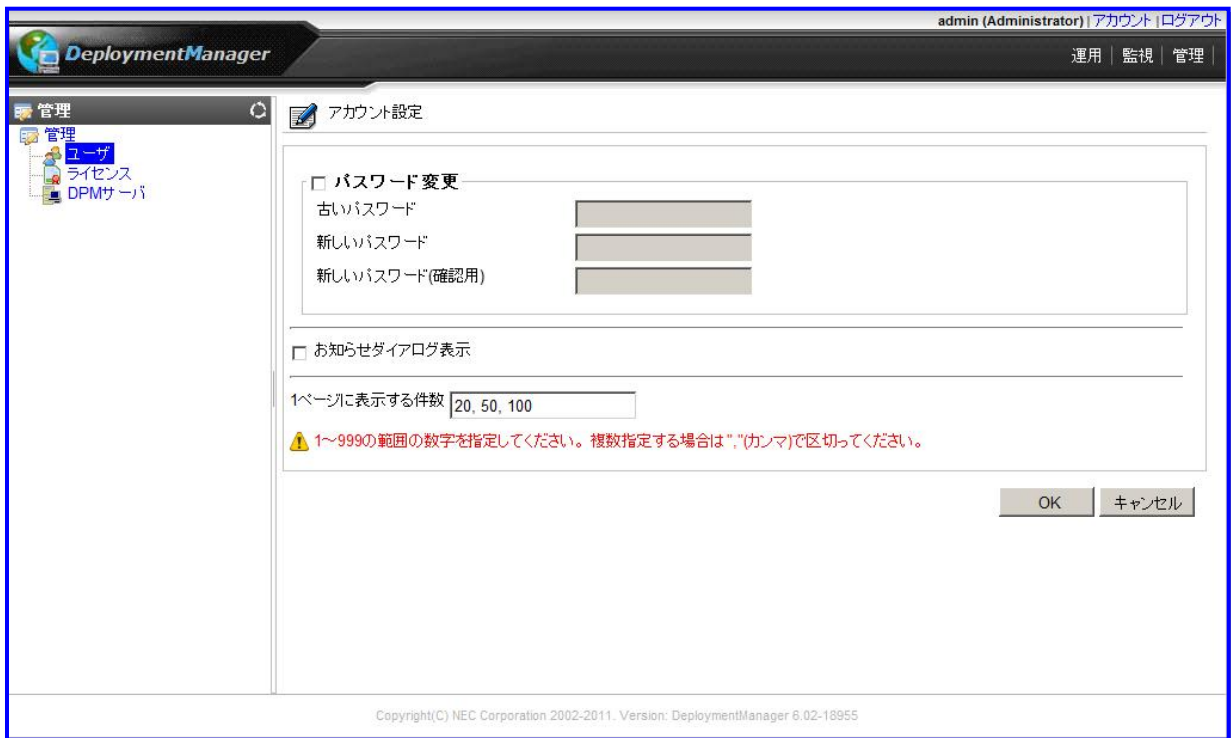 admin (Administrator) | アカウント | ログアウト
DeploymentManager
運用 | 監視 | 管理 |
管理
管理
ユーザ
ライセンス
DPMサーバ
アカウント設定
パスワード変更
古いパスワード
新しいパスワード
新しいパスワード(確認用)
お知らせダイアログ表示
1ページに表示する件数 20, 50, 100
1～999の範囲の数字を指定してください。複数指定する場合は","(カンマ)で区切ってください。
OK キャンセル
Copyright(C) NEC Corporation 2002-2011. Version: DeploymentManager 6.02-18955